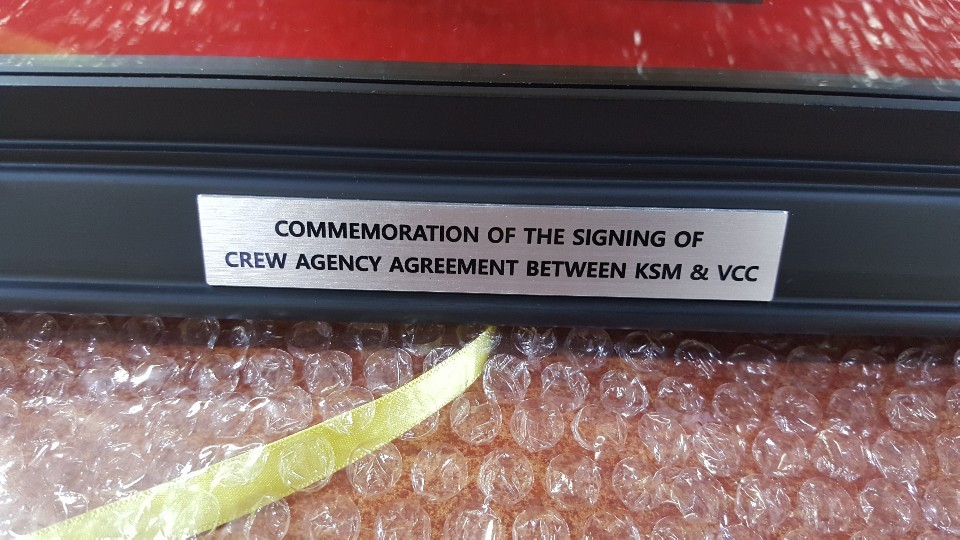 COMMEMORATION OF THE SIGNING OF
CREW AGENCY AGREEMENT BETWEEN KSM & VCC